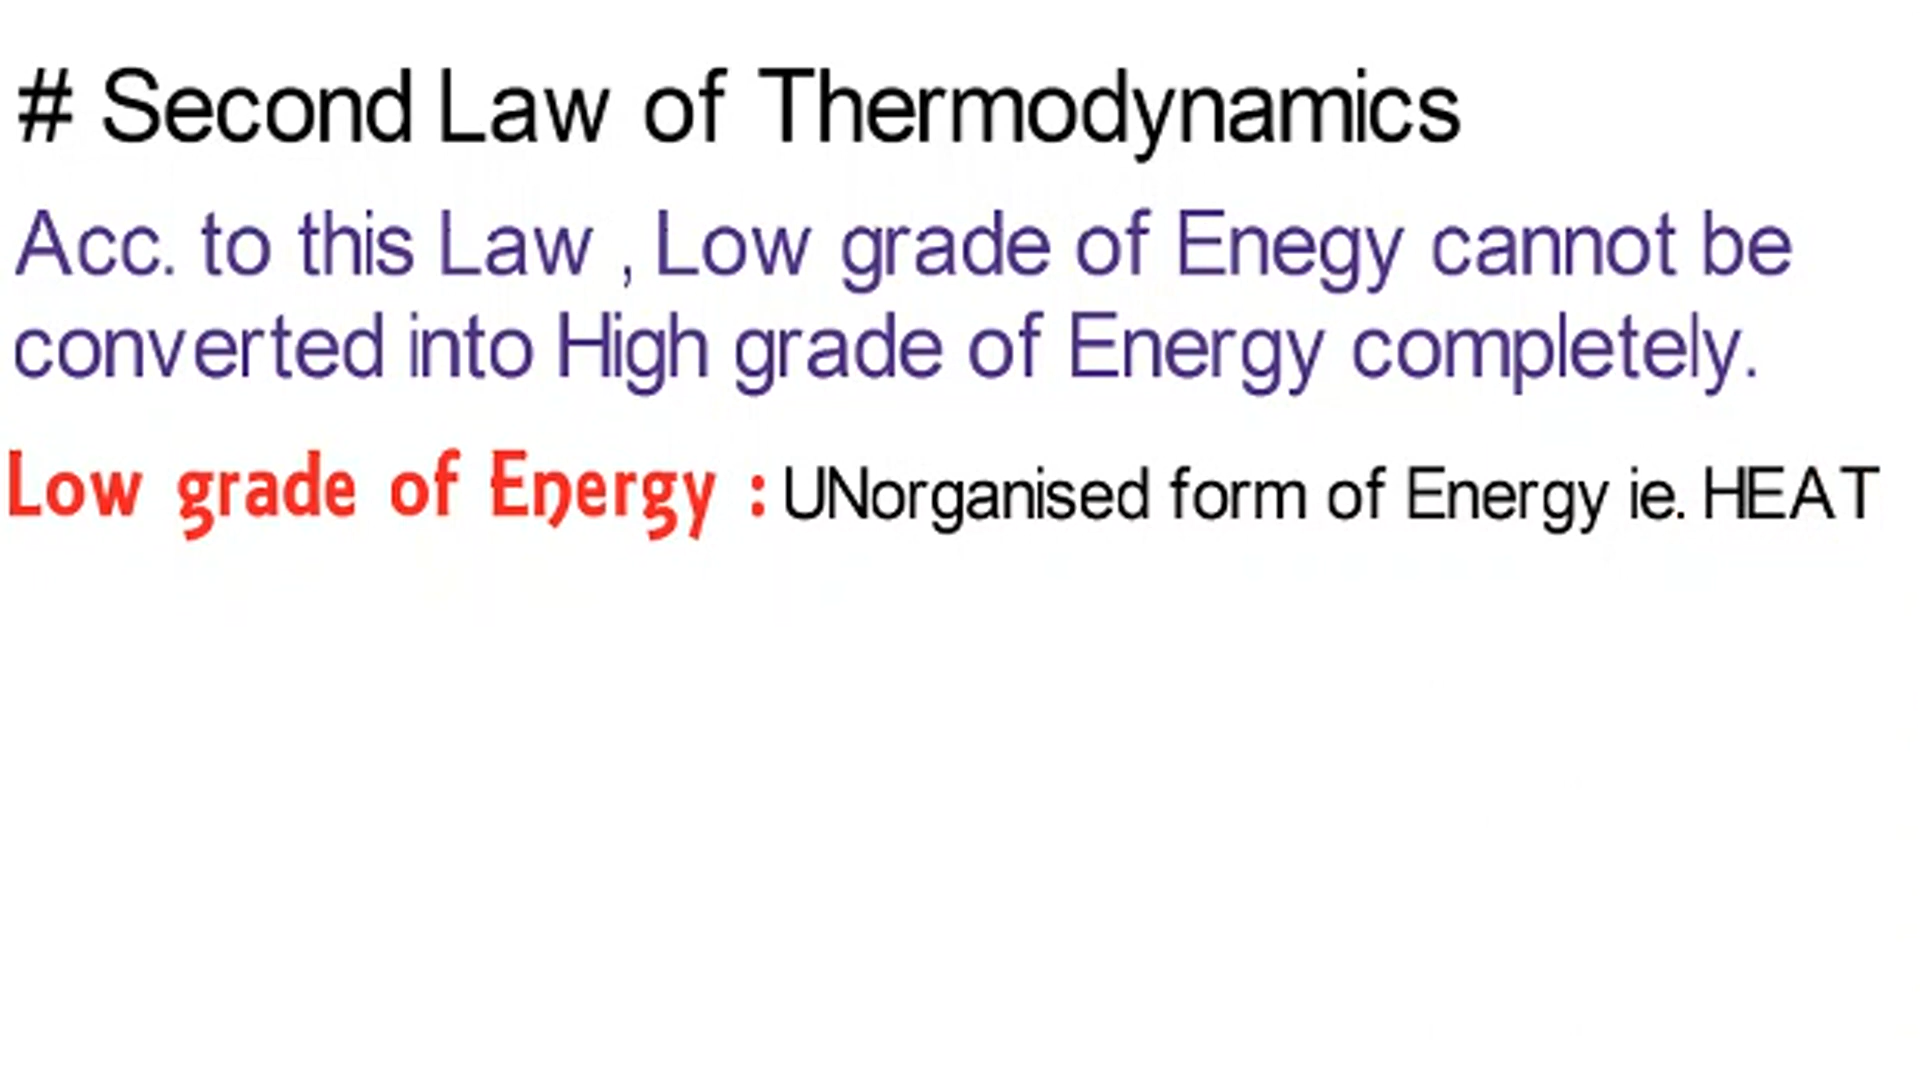 # Second Law of Thermodynamics
Acc. to this Law , Low grade of Enegy cannot be
converted into High grade of Energy completely.
Low grade of Energy : UNorganised form of Energy ie. HEAT